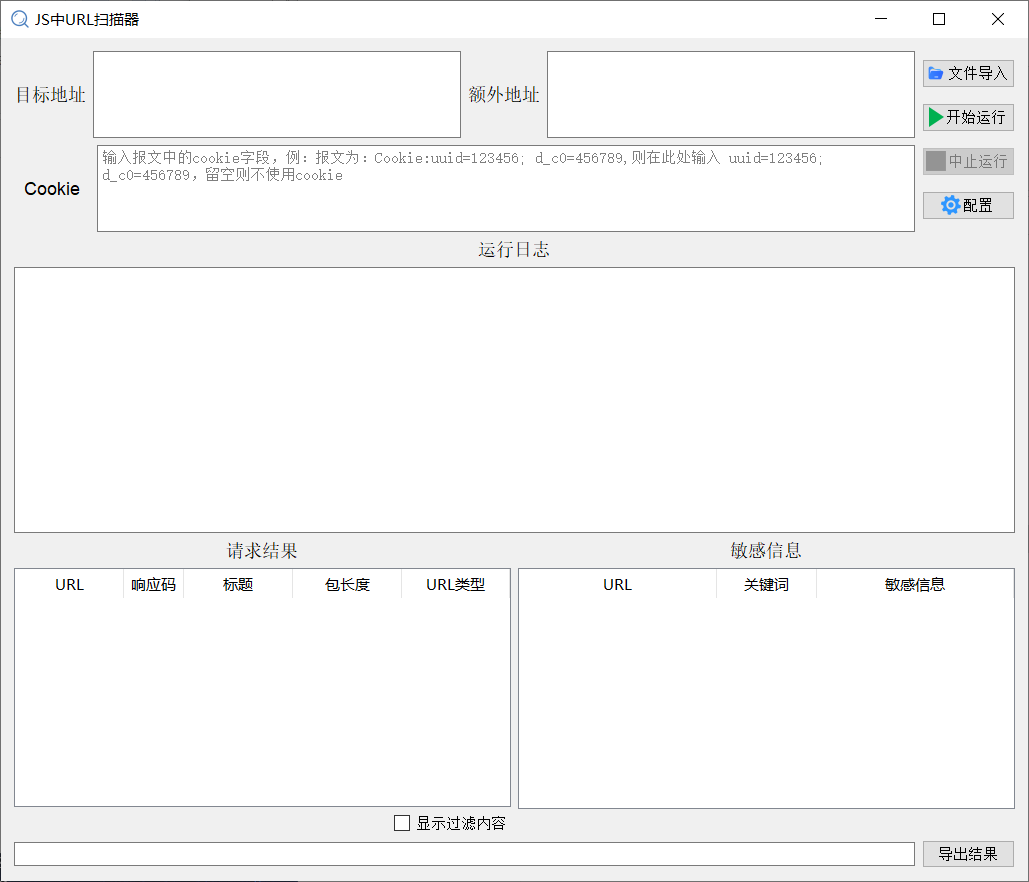 JS中URL扫描器
目标地址
额外地址
文件导入
开始运行
输入报文中的cookie字段，例：报文为：Cookie:uuid=123456; d_c0=456789,则在此处输入 uuid=123456;
d_c0=456789，留空则不使用cookie
Cookie
中止运行
配置
运行日志
请求结果
敏感信息
URL 响应码 标题 包长度 URL类型
URL 关键词 敏感信息
显示过滤内容
导出结果